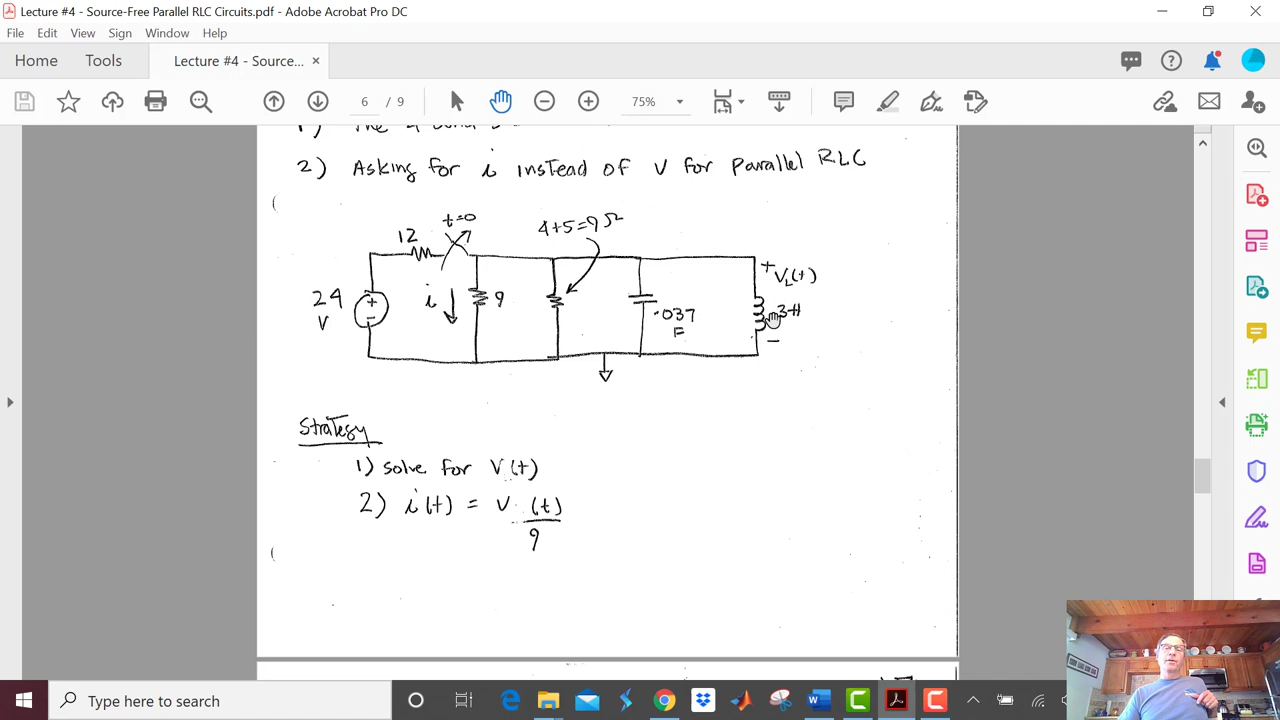 Lecture #4 - Source-Free Parallel RLC Circuits.pdf - Adobe Acrobat Pro DC
File Edit View Sign Window Help
Home Tools Lecture #4 - Source... ×
6 / 9 75%
2) Asking for i instead of v for parallel RLC
t=0
4+5=9Ω
12
+ VL(t)
24 V
+
-
i
9
.037 F
3H
-
Strategy
1) solve for V(t)
2) i(t) = v (t)
9
Type here to search